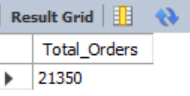 Result Grid
Total_Orders
21350